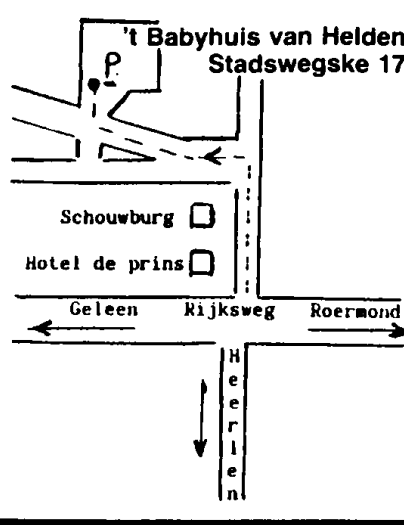 't Babyhuis van Helden
Stadswegske 17
P
Schouwburg
Hotel de prins
Geleen Rijksweg Roermond
Heerlen